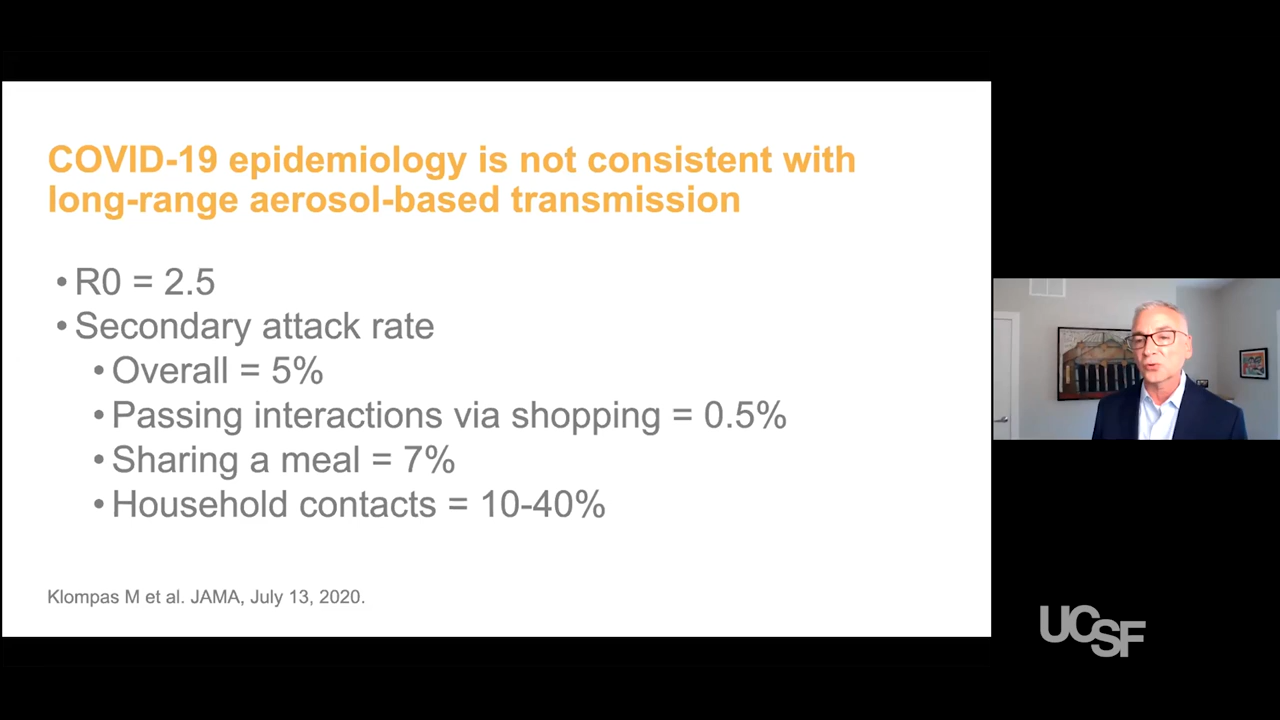 COVID-19 epidemiology is not consistent with
long-range aerosol-based transmission
• R0 = 2.5
• Secondary attack rate
• Overall = 5%
• Passing interactions via shopping = 0.5%
• Sharing a meal = 7%
• Household contacts = 10-40%
Klompas M et al. JAMA, July 13, 2020.
UCSF